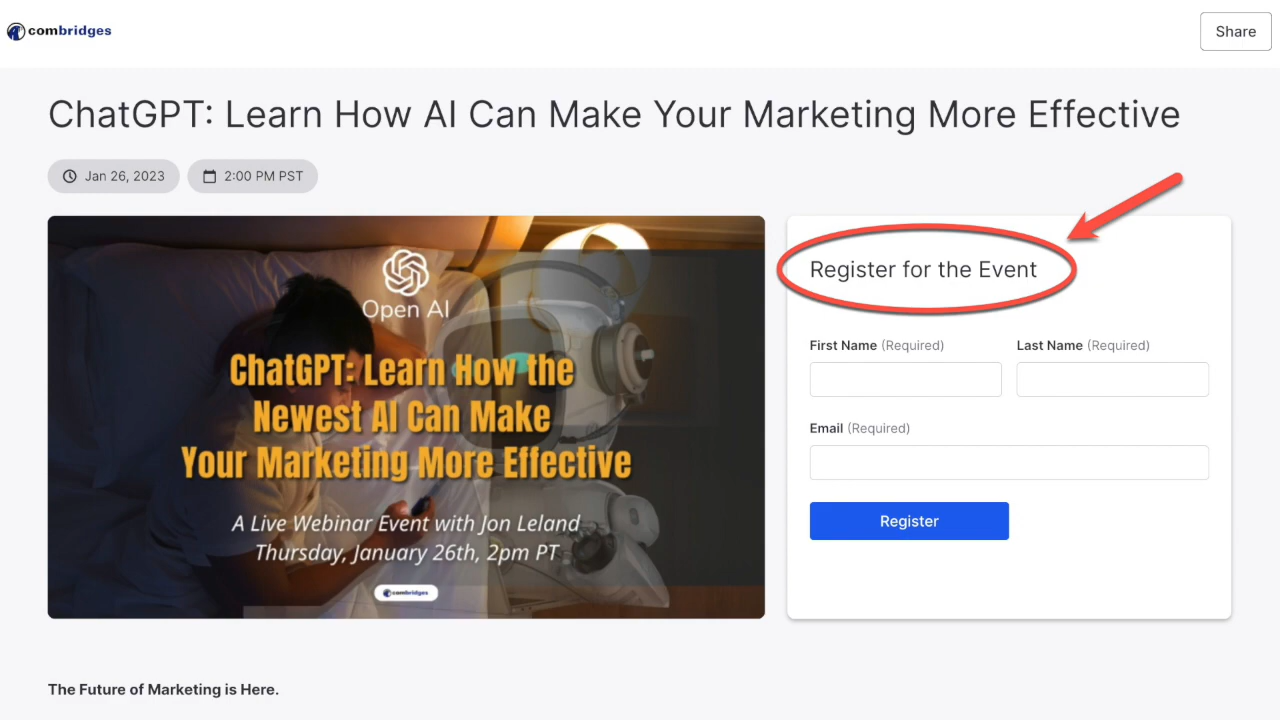 combridges
Share
ChatGPT: Learn How AI Can Make Your Marketing More Effective
Jan 26, 2023
2:00 PM PST
Open AI
ChatGPT: Learn How the
Newest AI Can Make
Your Marketing More Effective
A Live Webinar Event with Jon Leland
Thursday, January 26th, 2pm PT
combridges
Register for the Event
First Name (Required) Last Name (Required)
Email (Required)
Register
The Future of Marketing is Here.